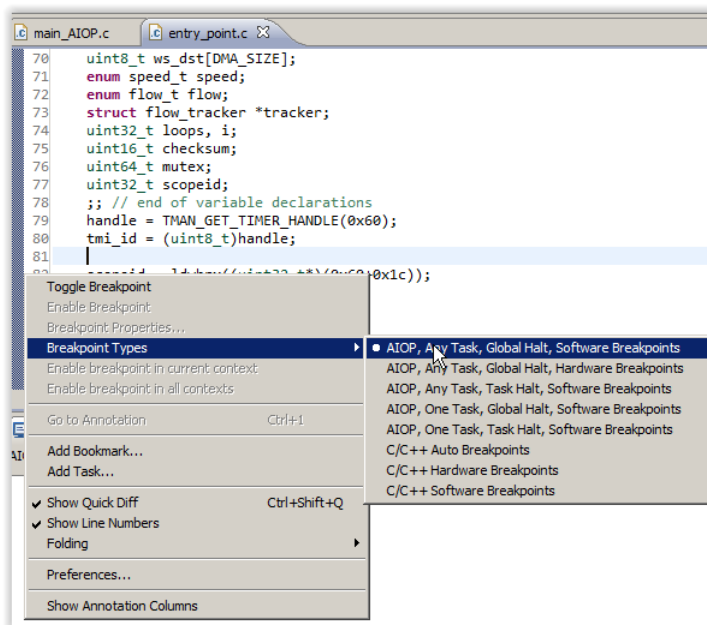 main_AIOP.c entry_point.c
70 uint8_t ws_dst[DMA_SIZE];
71 enum speed_t speed;
72 enum flow_t flow;
73 struct flow_tracker *tracker;
74 uint32_t loops, i;
75 uint16_t checksum;
76 uint64_t mutex;
77 uint32_t scopeid;
78 ;; // end of variable declarations
79 handle = TMAN_GET_TIMER_HANDLE(0x60);
80 tmi_id = (uint8_t)handle;
81
Toggle Breakpoint
Enable Breakpoint
Breakpoint Properties...
Breakpoint Types
Enable breakpoint in current context
Enable breakpoint in all contexts
Go to Annotation Ctrl+1
Add Bookmark...
Add Task...
Show Quick Diff Ctrl+Shift+Q
Show Line Numbers
Folding
Preferences...
Show Annotation Columns
AIOP, Any Task, Global Halt, Software Breakpoints
AIOP, Any Task, Global Halt, Hardware Breakpoints
AIOP, Any Task, Task Halt, Software Breakpoints
AIOP, One Task, Global Halt, Software Breakpoints
AIOP, One Task, Task Halt, Software Breakpoints
C/C++ Auto Breakpoints
C/C++ Hardware Breakpoints
C/C++ Software Breakpoints